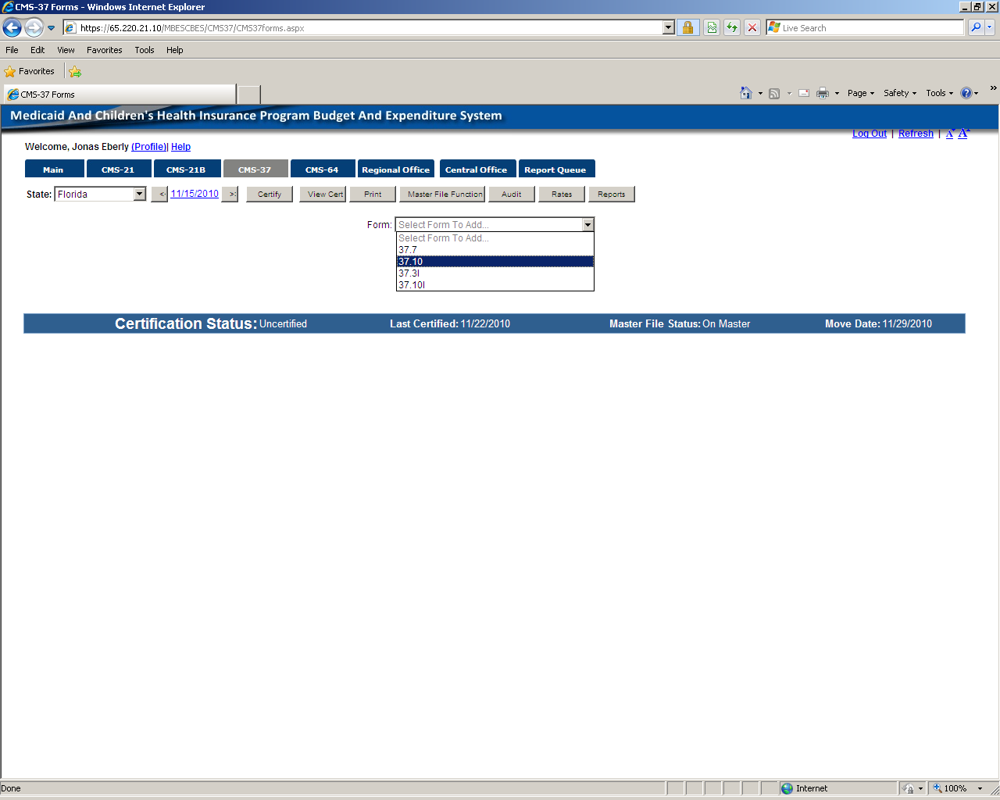 CMS-37 Forms - Windows Internet Explorer
https://65.220.21.10/MBESCBES/CMS37/CMS37forms.aspx
Live Search
File Edit View Favorites Tools Help
Favorites
CMS-37 Forms
Page Safety Tools
Medicaid And Children's Health Insurance Program Budget And Expenditure System
Log Out | Refresh | A A
Welcome, Jonas Eberly (Profile)| Help
Main CMS-21 CMS-21B CMS-37 CMS-64 Regional Office Central Office Report Queue
State: Florida < 11/15/2010 > Certify View Cert Print Master File Function Audit Rates Reports
Form: Select Form To Add...
Select Form To Add...
37.7
37.10
37.3I
37.10I
Certification Status: Uncertified Last Certified: 11/22/2010 Master File Status: On Master Move Date: 11/29/2010
Done Internet 100%